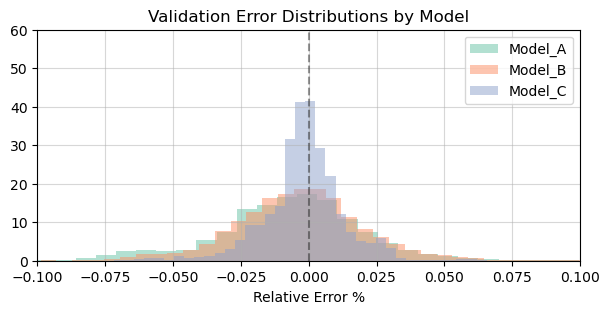 Validation Error Distributions by Model
60
50
40
30
20
10
0
Model_A
Model_B
Model_C
−0.100 −0.075 −0.050 −0.025 0.000 0.025 0.050 0.075 0.100
Relative Error %